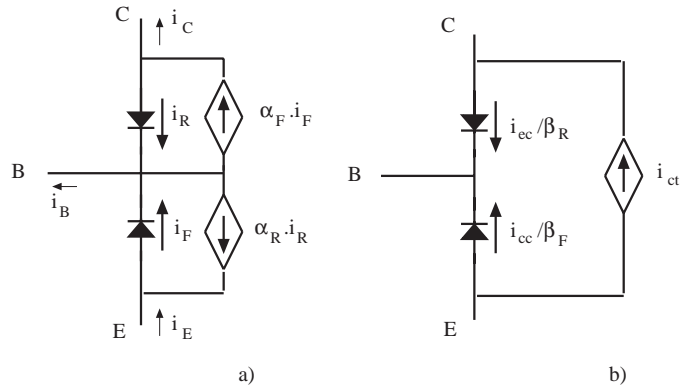 C
i_C
i_R
α_F.i_F
B
i_B
i_F
α_R.i_R
i_E
E
a)
C
i_ec/β_R
B
i_ct
i_cc/β_F
E
b)